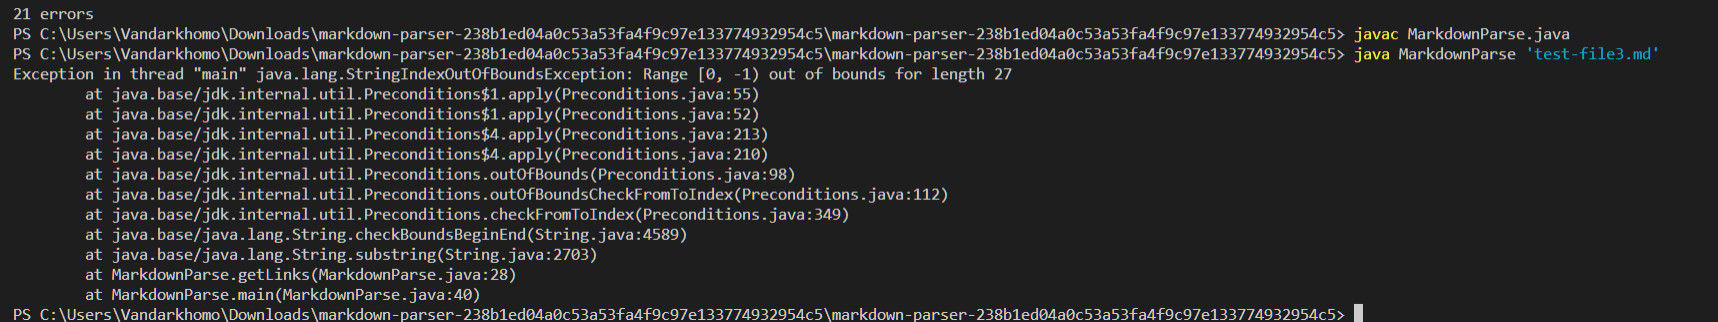 21 errors
PS C:\Users\Vandarkhomo\Downloads\markdown-parser-238b1ed04a0c53a53fa4f9c97e133774932954c5\markdown-parser-238b1ed04a0c53a53fa4f9c97e133774932954c5> javac MarkdownParse.java
PS C:\Users\Vandarkhomo\Downloads\markdown-parser-238b1ed04a0c53a53fa4f9c97e133774932954c5\markdown-parser-238b1ed04a0c53a53fa4f9c97e133774932954c5> java MarkdownParse 'test-file3.md'
Exception in thread "main" java.lang.StringIndexOutOfBoundsException: Range [0, -1) out of bounds for length 27
        at java.base/jdk.internal.util.Preconditions$1.apply(Preconditions.java:55)
        at java.base/jdk.internal.util.Preconditions$1.apply(Preconditions.java:52)
        at java.base/jdk.internal.util.Preconditions$4.apply(Preconditions.java:213)
        at java.base/jdk.internal.util.Preconditions$4.apply(Preconditions.java:210)
        at java.base/jdk.internal.util.Preconditions.outOfBounds(Preconditions.java:98)
        at java.base/jdk.internal.util.Preconditions.outOfBoundsCheckFromToIndex(Preconditions.java:112)
        at java.base/jdk.internal.util.Preconditions.checkFromToIndex(Preconditions.java:349)
        at java.base/java.lang.String.checkBoundsBeginEnd(String.java:4589)
        at java.base/java.lang.String.substring(String.java:2703)
        at MarkdownParse.getLinks(MarkdownParse.java:28)
        at MarkdownParse.main(MarkdownParse.java:40)
PS C:\Users\Vandarkhomo\Downloads\markdown-parser-238b1ed04a0c53a53fa4f9c97e133774932954c5\markdown-parser-238b1ed04a0c53a53fa4f9c97e133774932954c5>